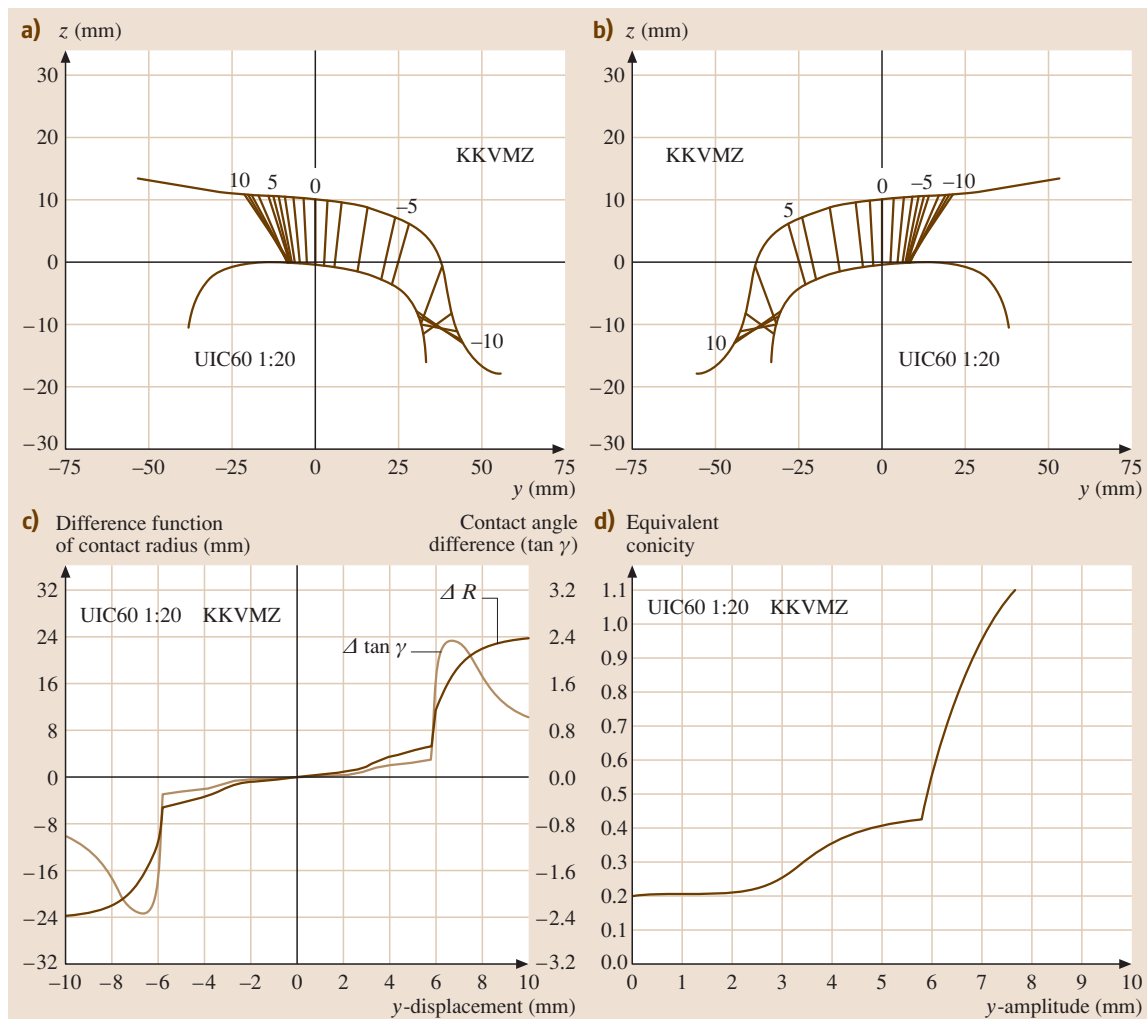 a) z (mm)
30
20
10
0
−10
−20
−30
KKVMZ
10 5 0 −5
−10
UIC60 1:20
−75 −50 −25 0 25 50 75
y (mm)
b) z (mm)
30
20
10
0
−10
−20
−30
KKVMZ
5 0 −5 −10
10
UIC60 1:20
−75 −50 −25 0 25 50 75
y (mm)
c) Difference function
of contact radius (mm)
Contact angle
difference (tan γ)
32
24
16
8
0
−8
−16
−24
−32
UIC60 1:20 KKVMZ
Δ R
Δ tan γ
3.2
2.4
1.6
0.8
0.0
−0.8
−1.6
−2.4
−3.2
−10 −8 −6 −4 −2 0 2 4 6 8 10
y-displacement (mm)
d) Equivalent
conicity
1.1
1.0
0.9
0.8
0.7
0.6
0.5
0.4
0.3
0.2
0.1
0.0
UIC60 1:20 KKVMZ
0 1 2 3 4 5 6 7 8 9 10
y-amplitude (mm)